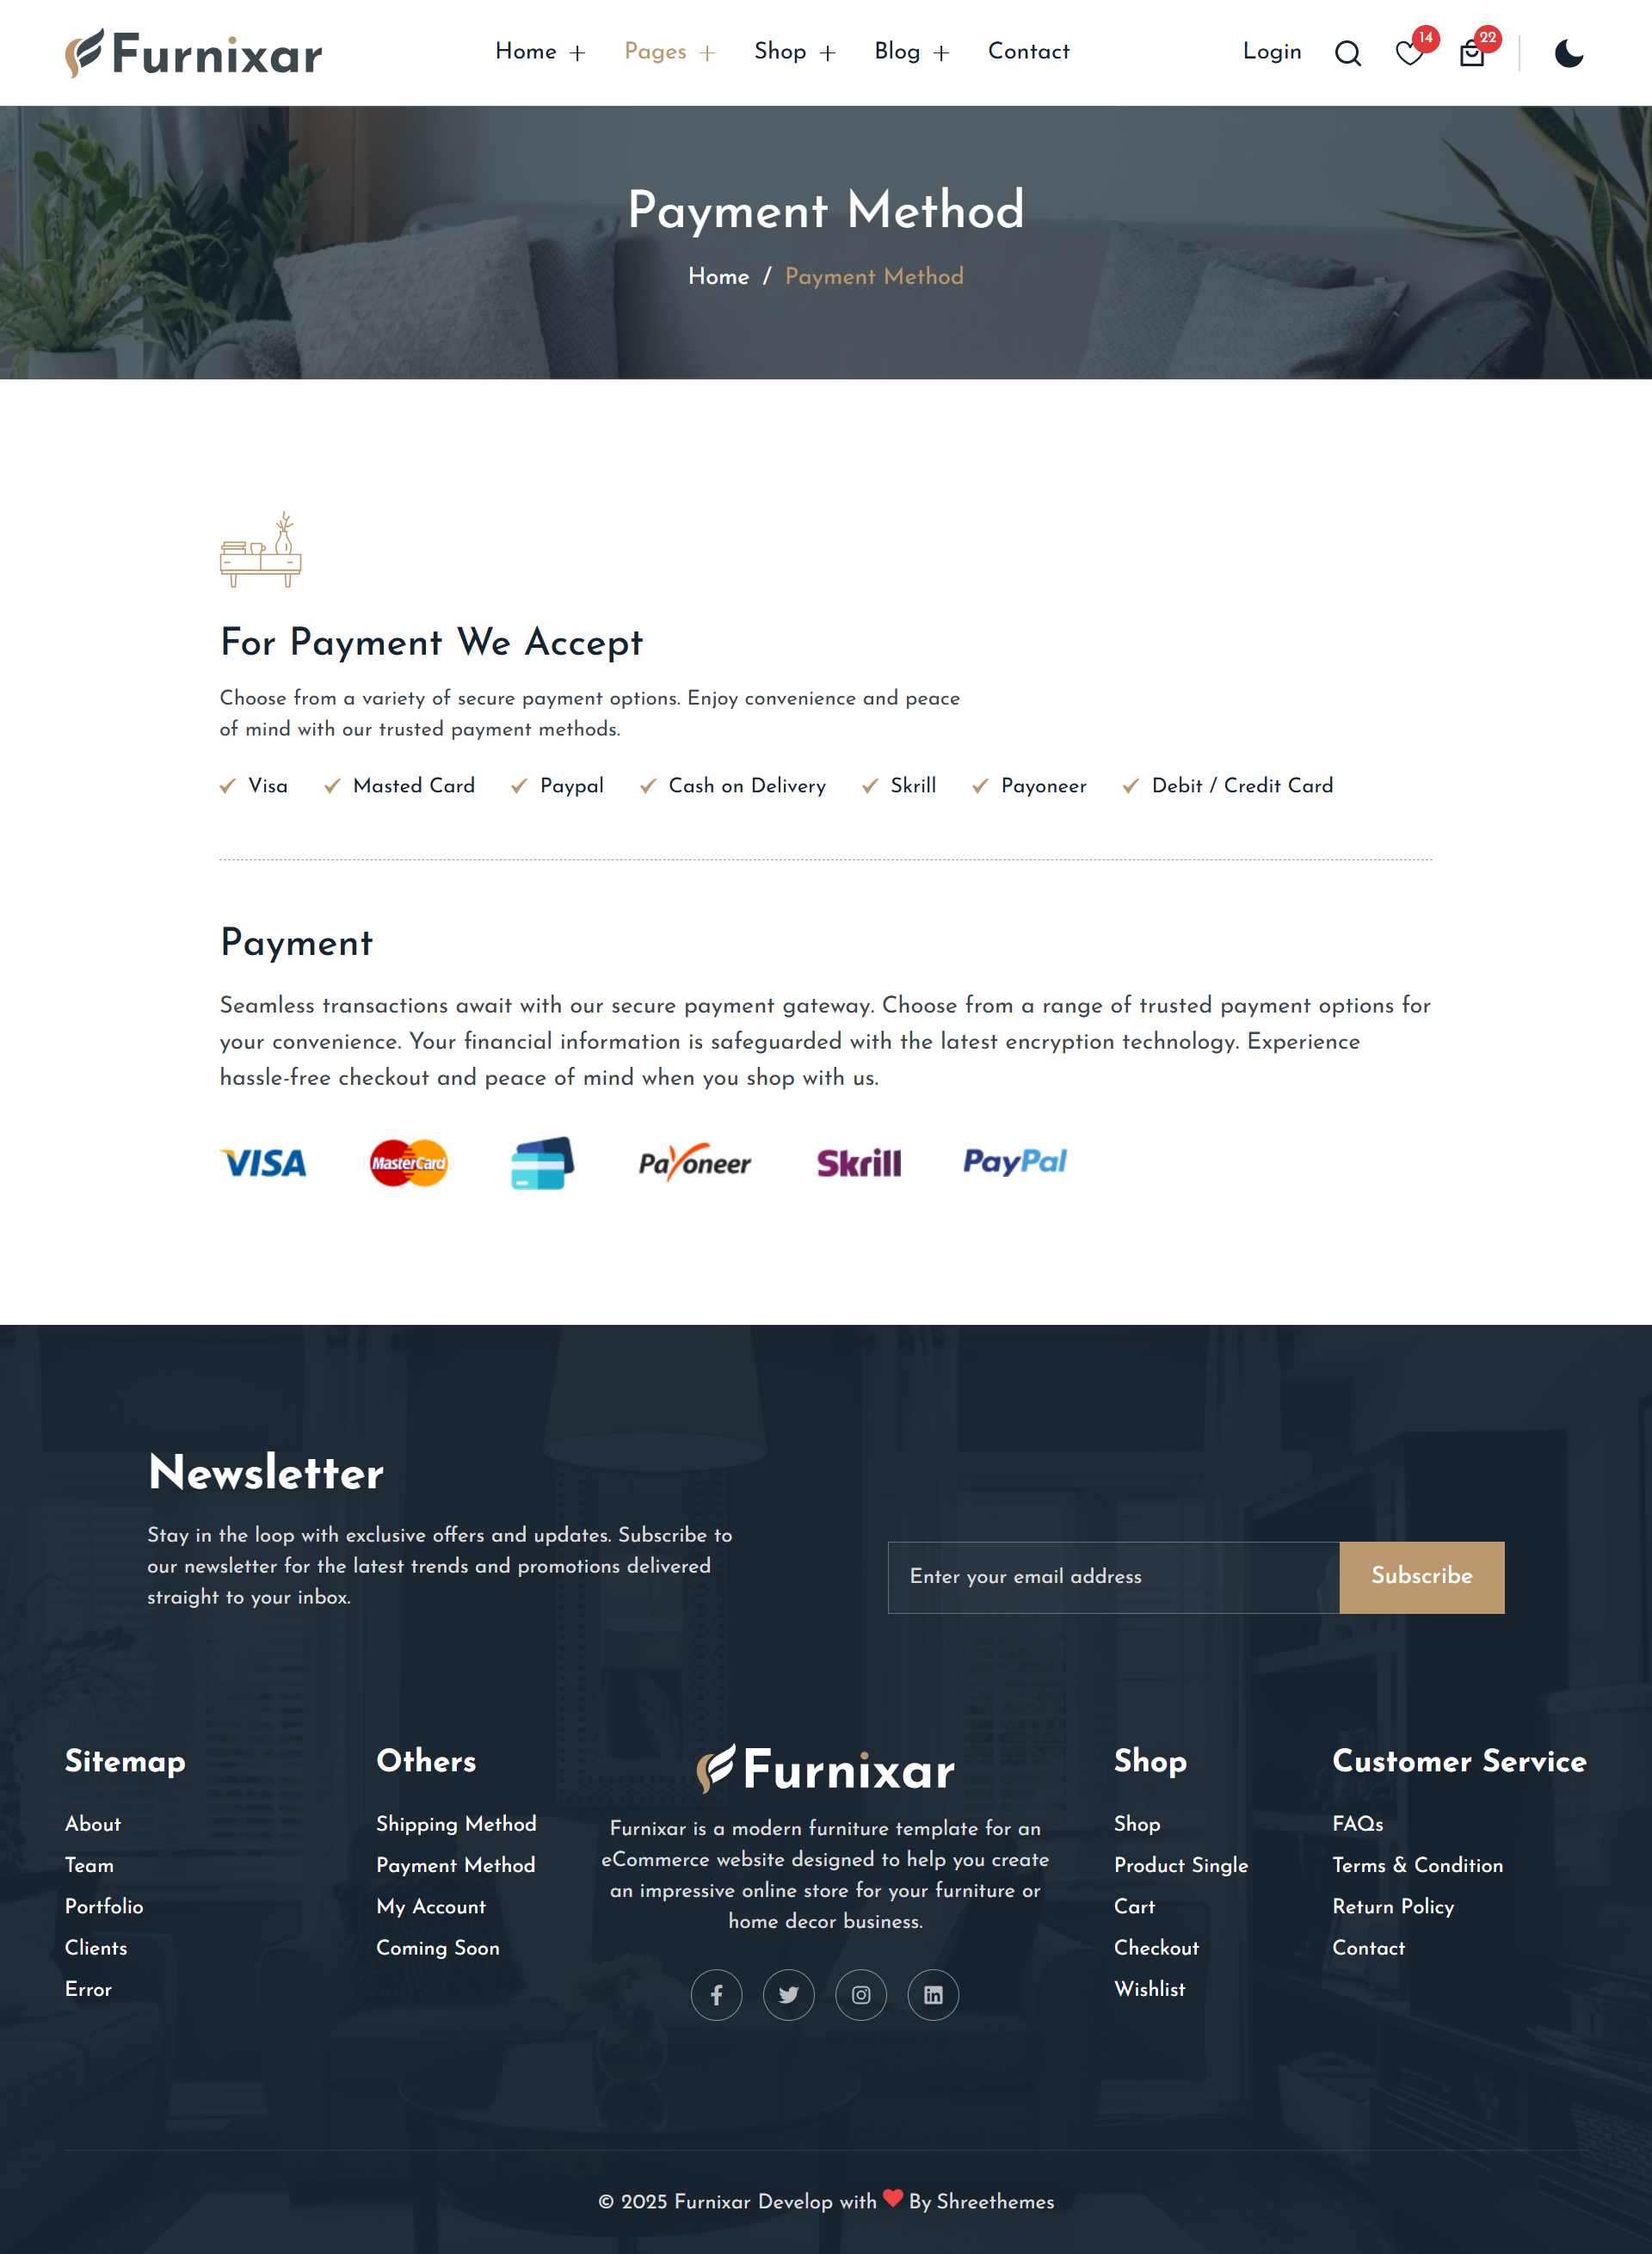 Furnixar
Home Pages Shop Blog Contact
Login 14 22
Payment Method
Home / Payment Method
For Payment We Accept
Choose from a variety of secure payment options. Enjoy convenience and peace
of mind with our trusted payment methods.
Visa Masted Card Paypal Cash on Delivery Skrill Payoneer Debit / Credit Card
Payment
Seamless transactions await with our secure payment gateway. Choose from a range of trusted payment options for
your convenience. Your financial information is safeguarded with the latest encryption technology. Experience
hassle-free checkout and peace of mind when you shop with us.
VISA MasterCard Payoneer Skrill PayPal
Newsletter
Stay in the loop with exclusive offers and updates. Subscribe to
our newsletter for the latest trends and promotions delivered
straight to your inbox.
Enter your email address Subscribe
Sitemap
About
Team
Portfolio
Clients
Error
Others
Shipping Method
Payment Method
My Account
Coming Soon
Furnixar
Furnixar is a modern furniture template for an
eCommerce website designed to help you create
an impressive online store for your furniture or
home decor business.
Shop
Shop
Product Single
Cart
Checkout
Wishlist
Customer Service
FAQs
Terms & Condition
Return Policy
Contact
© 2025 Furnixar Develop with ❤ By Shreethemes